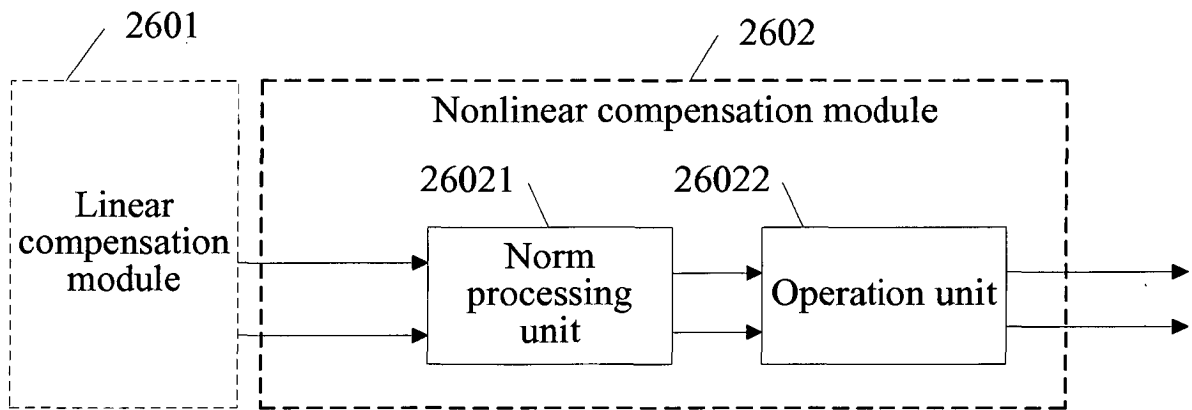 2601
2602
Nonlinear compensation module
26021
26022
Linear
compensation
module
Norm
processing
unit
Operation unit